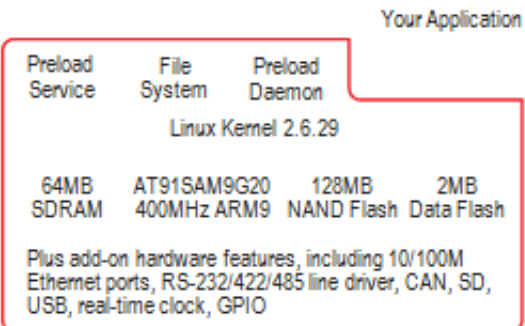 Your Application
Preload File Preload
Service System Daemon
Linux Kernel 2.6.29
64MB AT91SAM9G20 128MB 2MB
SDRAM 400MHz ARM9 NAND Flash Data Flash
Plus add-on hardware features, including 10/100M
Ethernet ports, RS-232/422/485 line driver, CAN, SD,
USB, real-time clock, GPIO